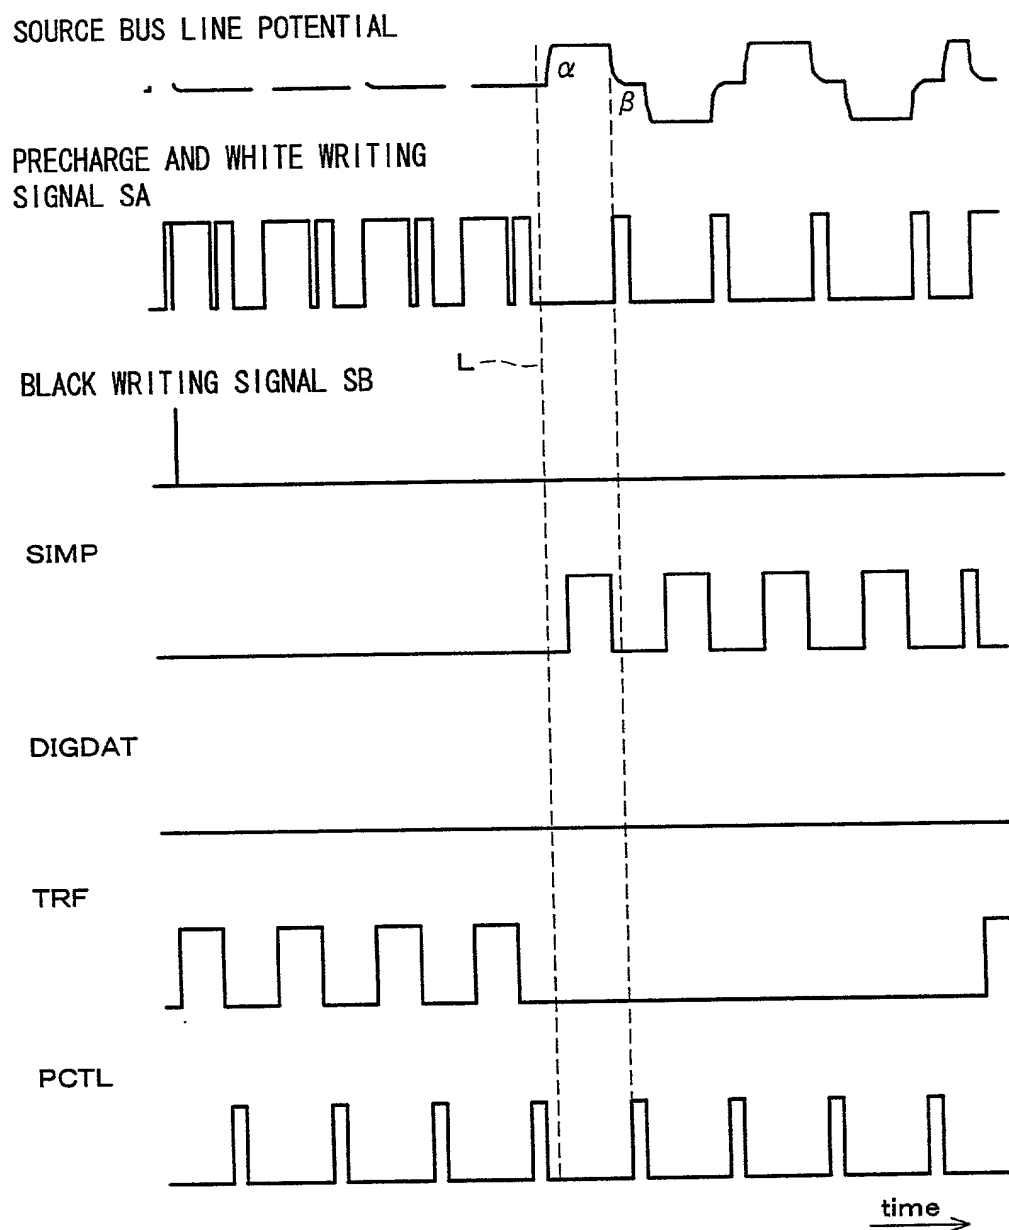 SOURCE BUS LINE POTENTIAL
α
β
PRECHARGE AND WHITE WRITING
SIGNAL SA
L
BLACK WRITING SIGNAL SB
SIMP
DIGDAT
TRF
PCTL
time